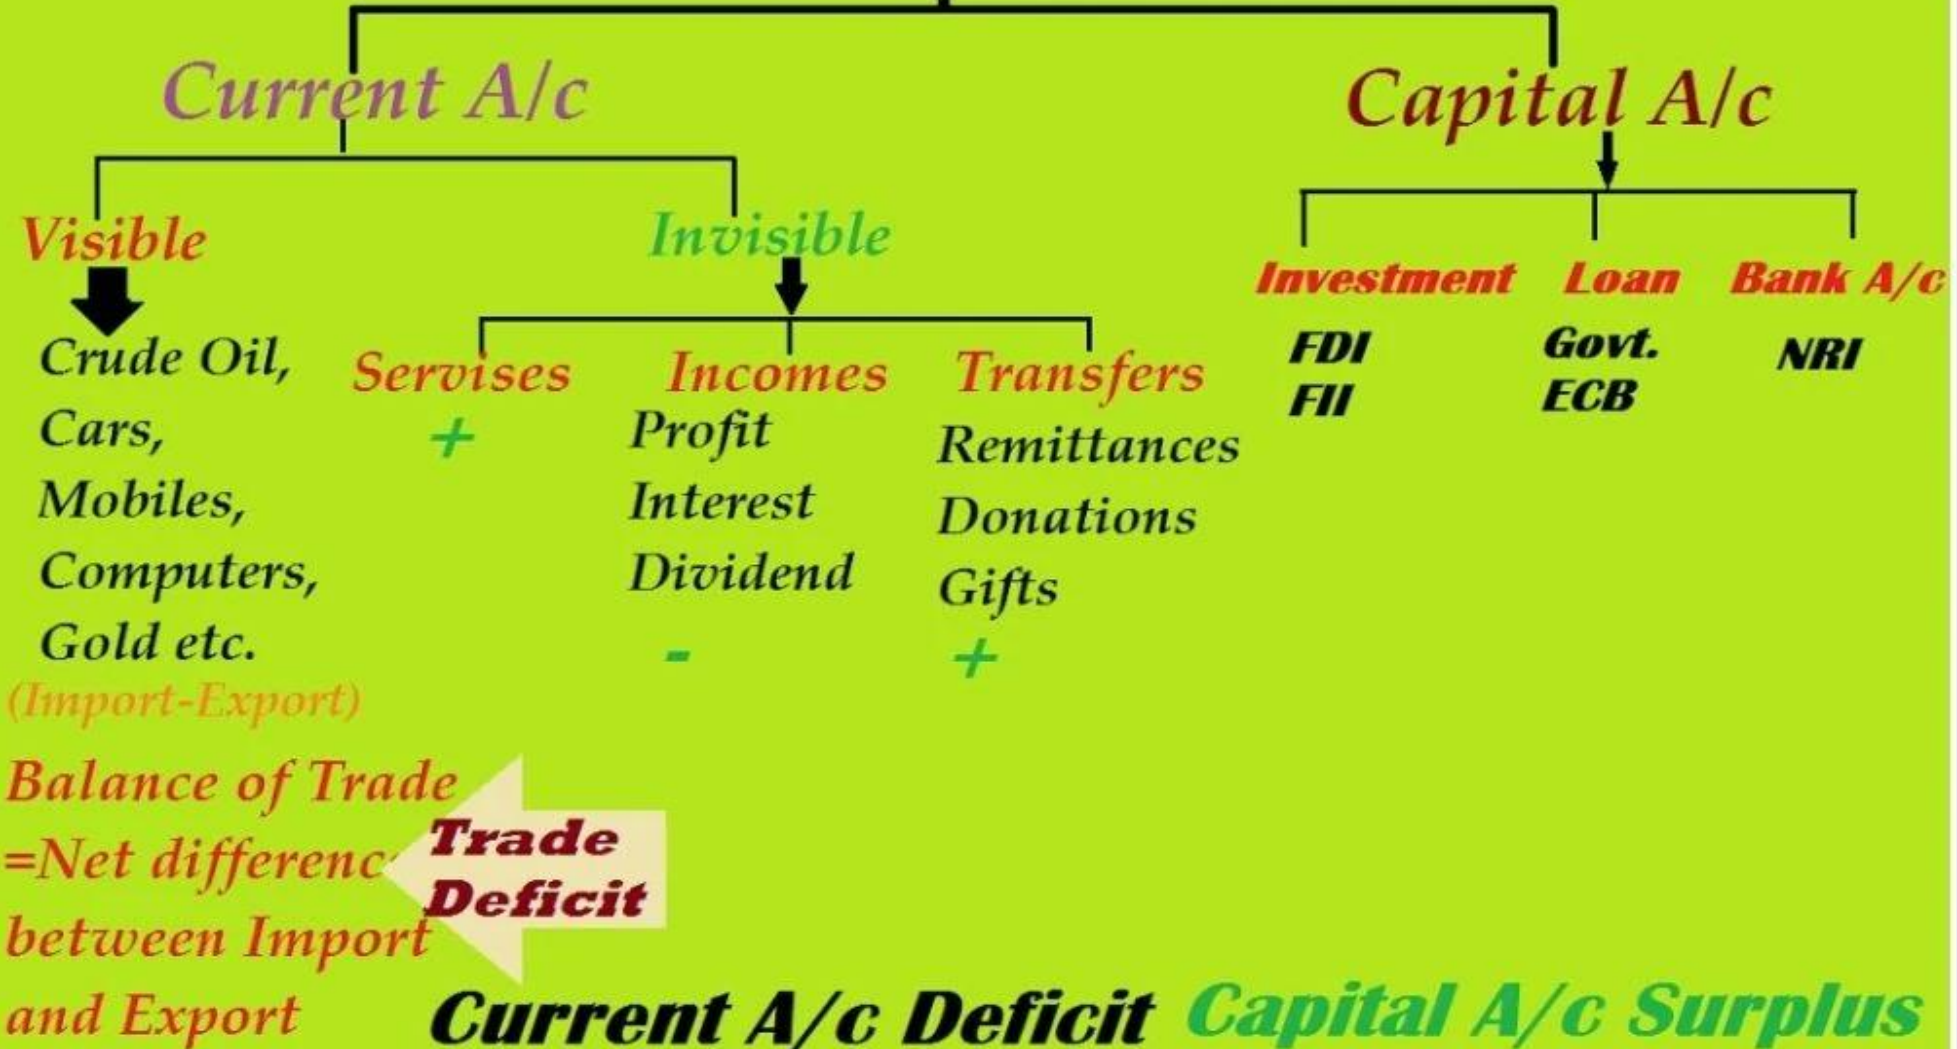 Current A/c
Capital A/c
Visible
Invisible
Crude Oil,
Cars,
Mobiles,
Computers,
Gold etc.
(Import-Export)
Servises
+
Incomes
Profit
Interest
Dividend
-
Transfers
Remittances
Donations
Gifts
+
Investment
FDI
FII
Loan
Govt.
ECB
Bank A/c
NRI
Balance of Trade
=Net differenc
between Import
and Export
Trade
Deficit
Current A/c Deficit
Capital A/c Surplus